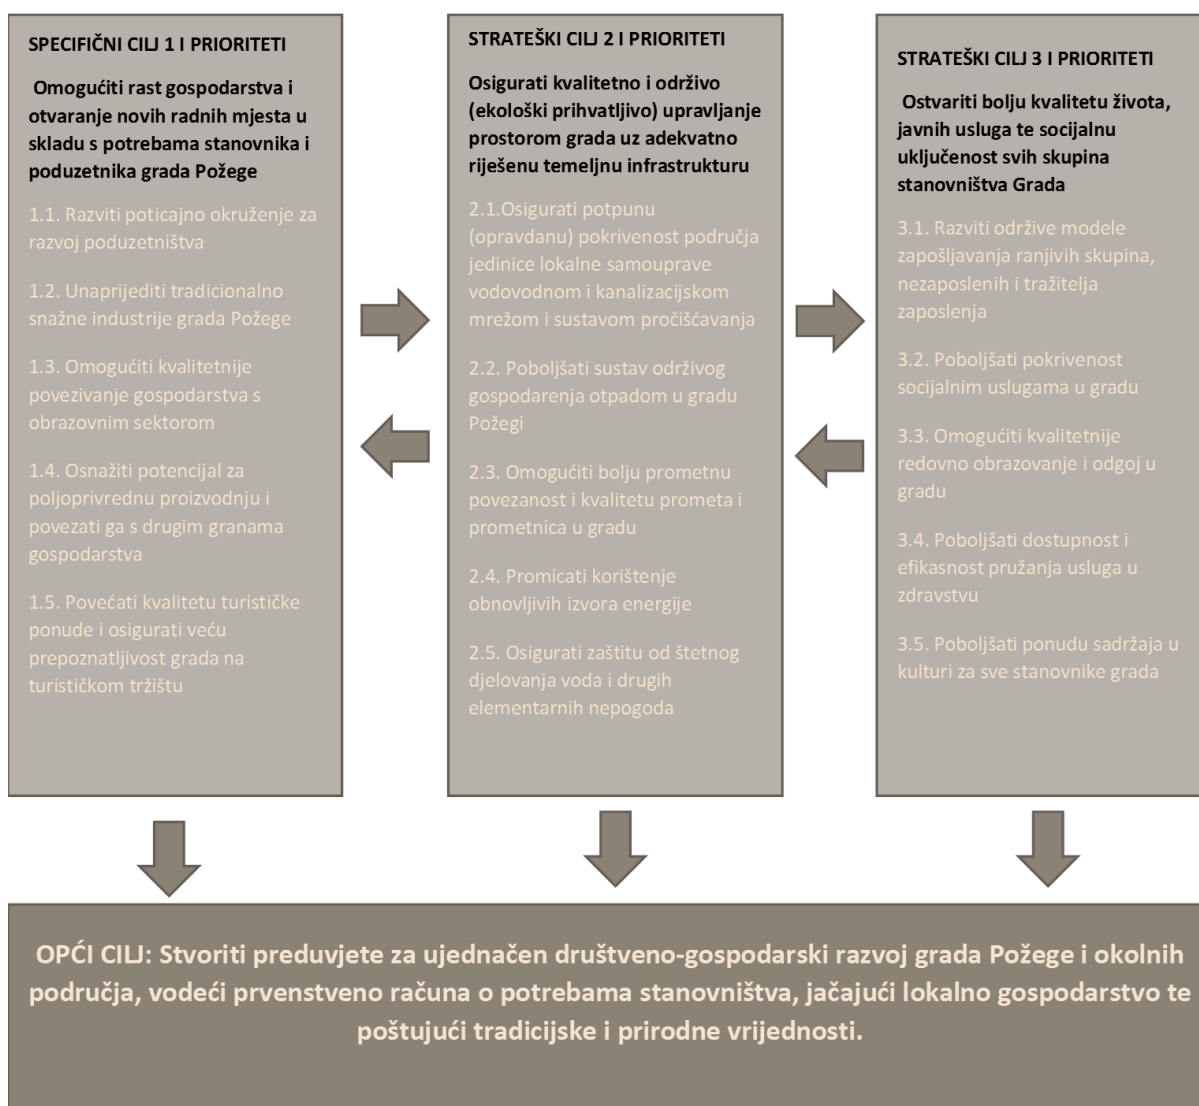 SPECIFIČNI CILJ 1 I PRIORITETI
Omogućiti rast gospodarstva i
otvaranje novih radnih mjesta u
skladu s potrebama stanovnika i
poduzetnika grada Požege
1.1. Razviti poticajno okruženje za
razvoj poduzetništva
1.2. Unaprijediti tradicionalno
snažne industrije grada Požege
1.3. Omogućiti kvalitetnije
povezivanje gospodarstva s
obrazovnim sektorom
1.4. Osnažiti potencijal za
poljoprivrednu proizvodnju i
povezati ga s drugim granama
gospodarstva
1.5. Povećati kvalitetu turističke
ponude i osigurati veću
prepoznatljivost grada na
turističkom tržištu
STRATEŠKI CILJ 2 I PRIORITETI
Osigurati kvalitetno i održivo
(ekološki prihvatljivo) upravljanje
prostorom grada uz adekvatno
riješenu temeljnu infrastrukturu
2.1.Osigurati potpunu
(opravdanu) pokrivenost područja
jedinice lokalne samouprave
vodovodnom i kanalizacijskom
mrežom i sustavom pročišćavanja
2.2. Poboljšati sustav održivog
gospodarenja otpadom u gradu
Požegi
2.3. Omogućiti bolju prometnu
povezanost i kvalitetu prometa i
prometnica u gradu
2.4. Promicati korištenje
obnovljivih izvora energije
2.5. Osigurati zaštitu od štetnog
djelovanja voda i drugih
elementarnih nepogoda
STRATEŠKI CILJ 3 I PRIORITETI
Ostvariti bolju kvalitetu života,
javnih usluga te socijalnu
uključenost svih skupina
stanovništva Grada
3.1. Razviti održive modele
zapošljavanja ranjivih skupina,
nezaposlenih i tražitelja
zaposlenja
3.2. Poboljšati pokrivenost
socijalnim uslugama u gradu
3.3. Omogućiti kvalitetnije
redovno obrazovanje i odgoj u
gradu
3.4. Poboljšati dostupnost i
efikasnost pružanja usluga u
zdravstvu
3.5. Poboljšati ponudu sadržaja u
kulturi za sve stanovnike grada
OPĆI CILJ: Stvoriti preduvjete za ujednačen društveno-gospodarski razvoj grada Požege i okolnih
područja, vodeći prvenstveno računa o potrebama stanovništva, jačajući lokalno gospodarstvo te
poštujući tradicijske i prirodne vrijednosti.